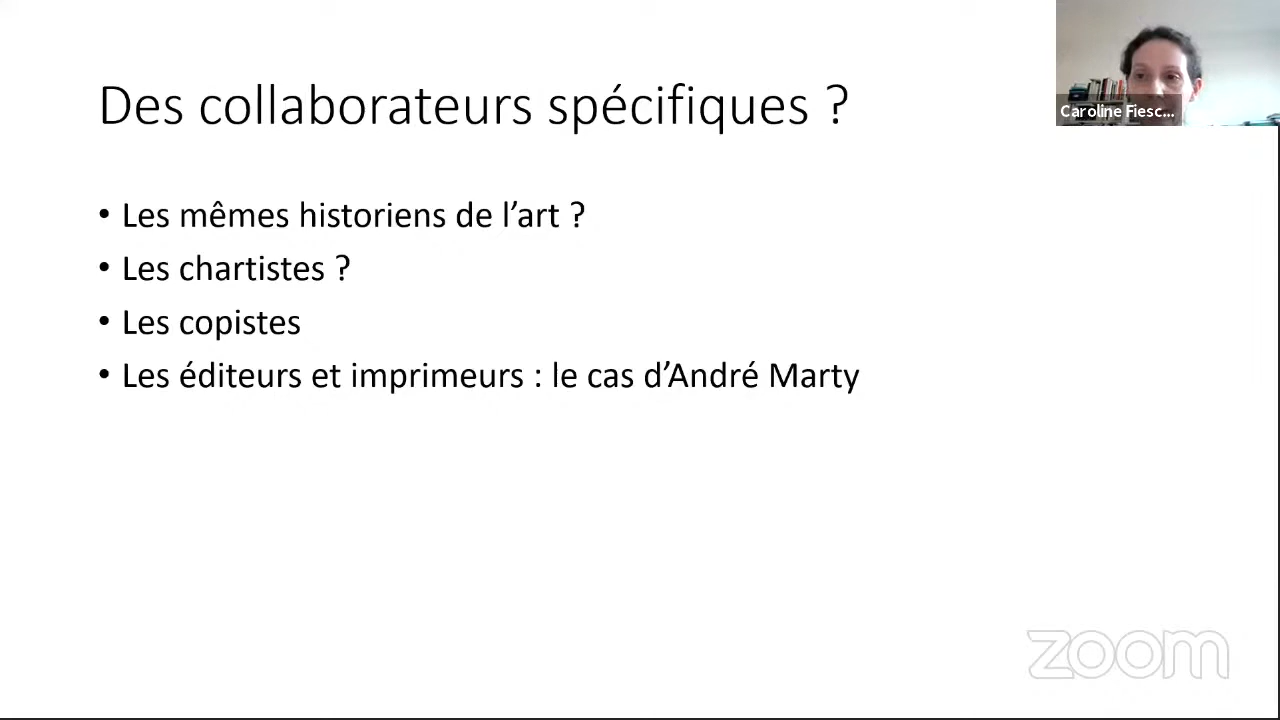 Des collaborateurs spécifiques ?
Caroline Fiesc...
• Les mêmes historiens de l’art ?
• Les chartistes ?
• Les copistes
• Les éditeurs et imprimeurs : le cas d’André Marty
zoom